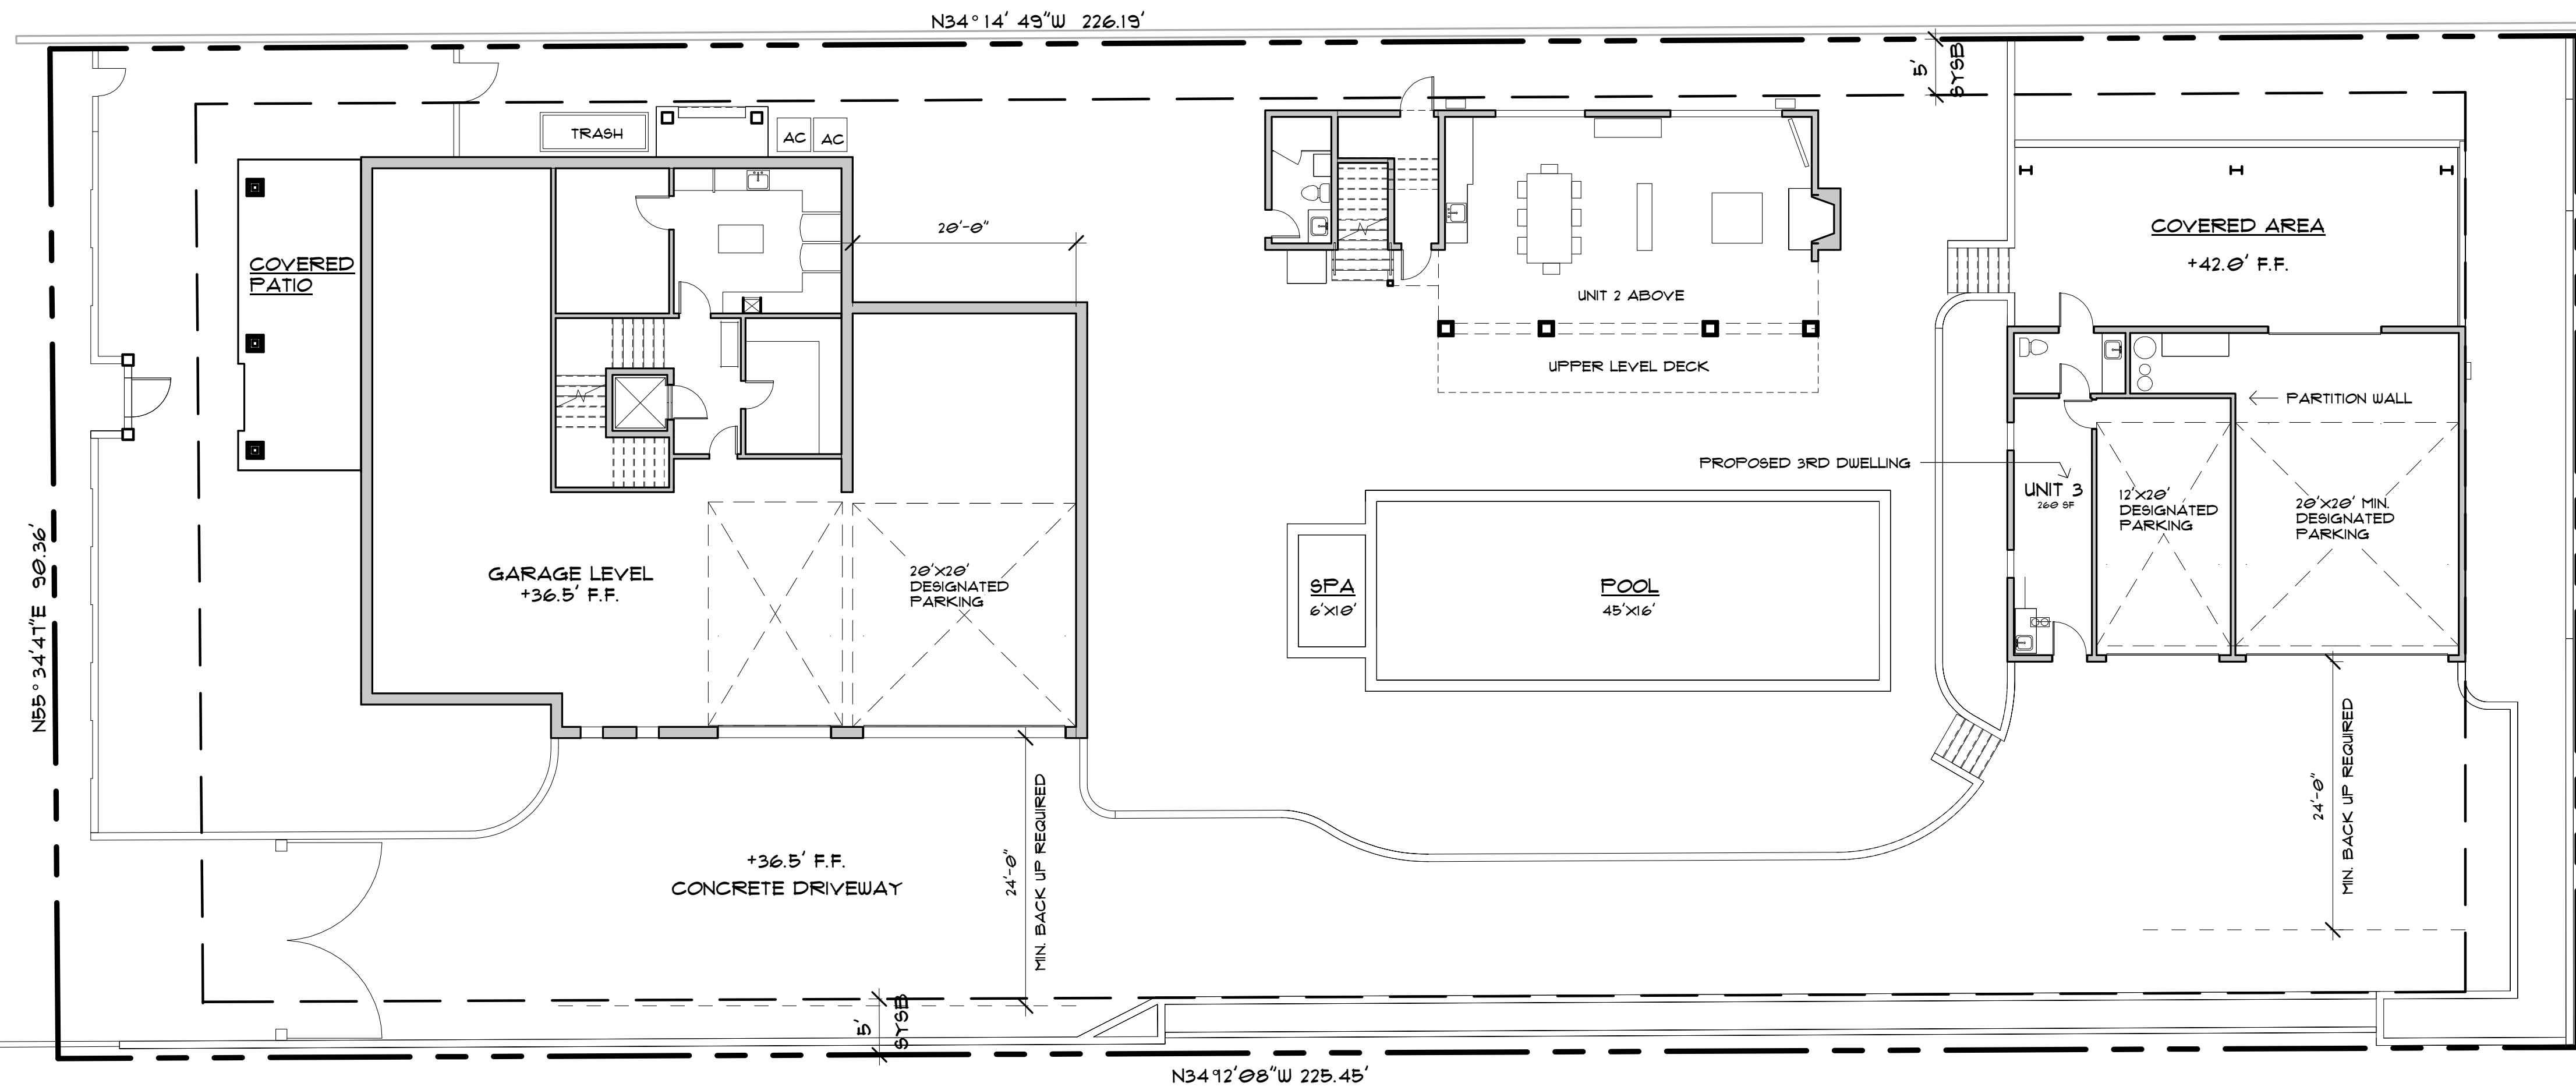 N34°14' 49"W 226.19'
5'
SYSB
TRASH
AC
AC
20'-0"
COVERED
PATIO
COVERED AREA
+42.0' F.F.
UNIT 2 ABOVE
UPPER LEVEL DECK
PARTITION WALL
PROPOSED 3RD DWELLING
UNIT 3
260 SF
12'X20'
DESIGNATED
PARKING
20'X20' MIN.
DESIGNATED
PARKING
GARAGE LEVEL
+36.5' F.F.
20'X20'
DESIGNATED
PARKING
SPA
6'X10'
POOL
45'X16'
N55°34'47"E 90.36'
24'-0"
MIN. BACK UP REQUIRED
24'-0"
MIN. BACK UP REQUIRED
+36.5' F.F.
CONCRETE DRIVEWAY
5'
SYSB
N3412'08"W 225.45'